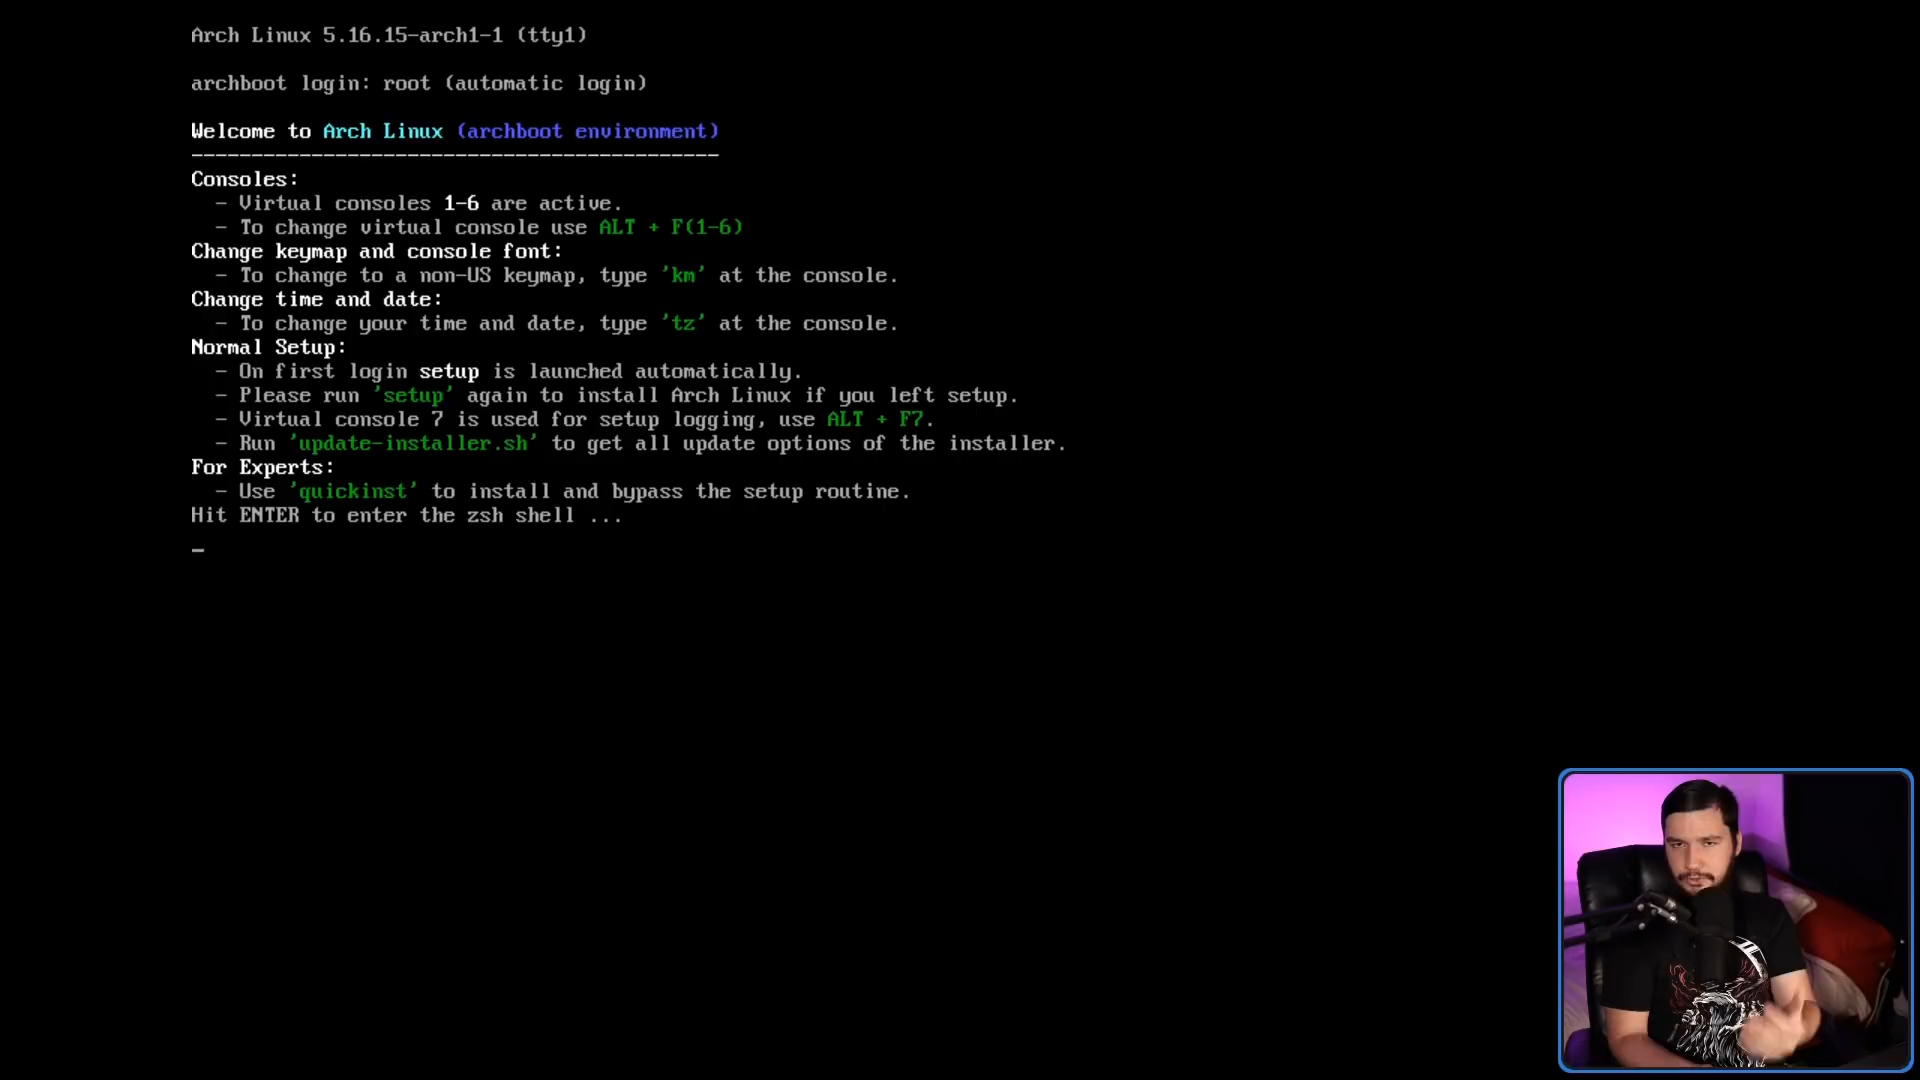 Arch Linux 5.16.15-arch1-1 (tty1)
archboot login: root (automatic login)
Welcome to Arch Linux (archboot environment)
--------------------------------------------
Consoles:
- Virtual consoles 1-6 are active.
- To change virtual console use ALT + F(1-6)
Change keymap and console font:
- To change to a non-US keymap, type 'km' at the console.
Change time and date:
- To change your time and date, type 'tz' at the console.
Normal Setup:
- On first login setup is launched automatically.
- Please run 'setup' again to install Arch Linux if you left setup.
- Virtual console 7 is used for setup logging, use ALT + F7.
- Run 'update-installer.sh' to get all update options of the installer.
For Experts:
- Use 'quickinst' to install and bypass the setup routine.
Hit ENTER to enter the zsh shell ...
_